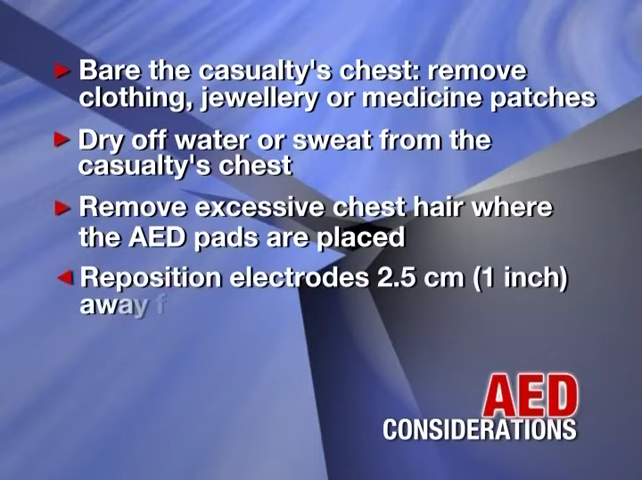 Bare the casualty's chest: remove
clothing, jewellery or medicine patches
Dry off water or sweat from the
casualty's chest
Remove excessive chest hair where
the AED pads are placed
Reposition electrodes 2.5 cm (1 inch)
away f
AED
CONSIDERATIONS